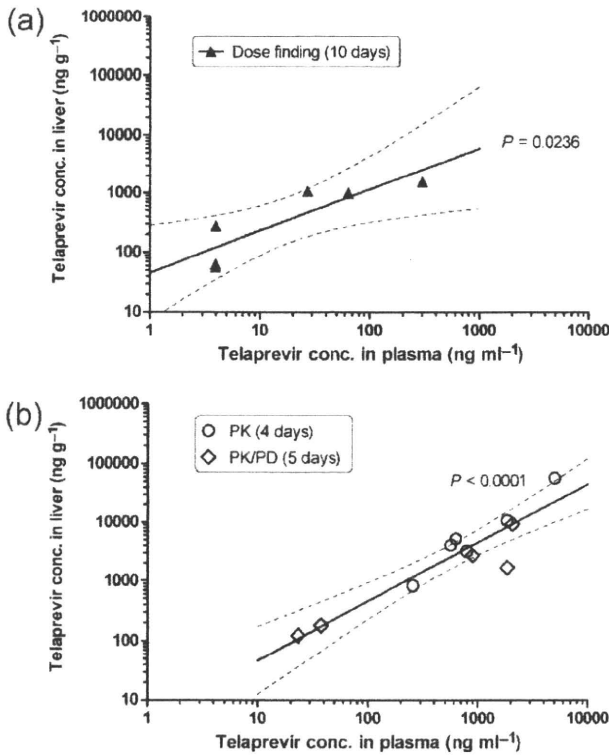 (a)
1000000
100000
10000
1000
100
10
Telaprevir conc. in liver (ng g⁻¹)
Dose finding (10 days)
P = 0.0236
1 10 100 1000 10000
Telaprevir conc. in plasma (ng ml⁻¹)
(b)
1000000
100000
10000
1000
100
10
Telaprevir conc. in liver (ng g⁻¹)
PK (4 days)
PK/PD (5 days)
P < 0.0001
1 10 100 1000 10000
Telaprevir conc. in plasma (ng ml⁻¹)